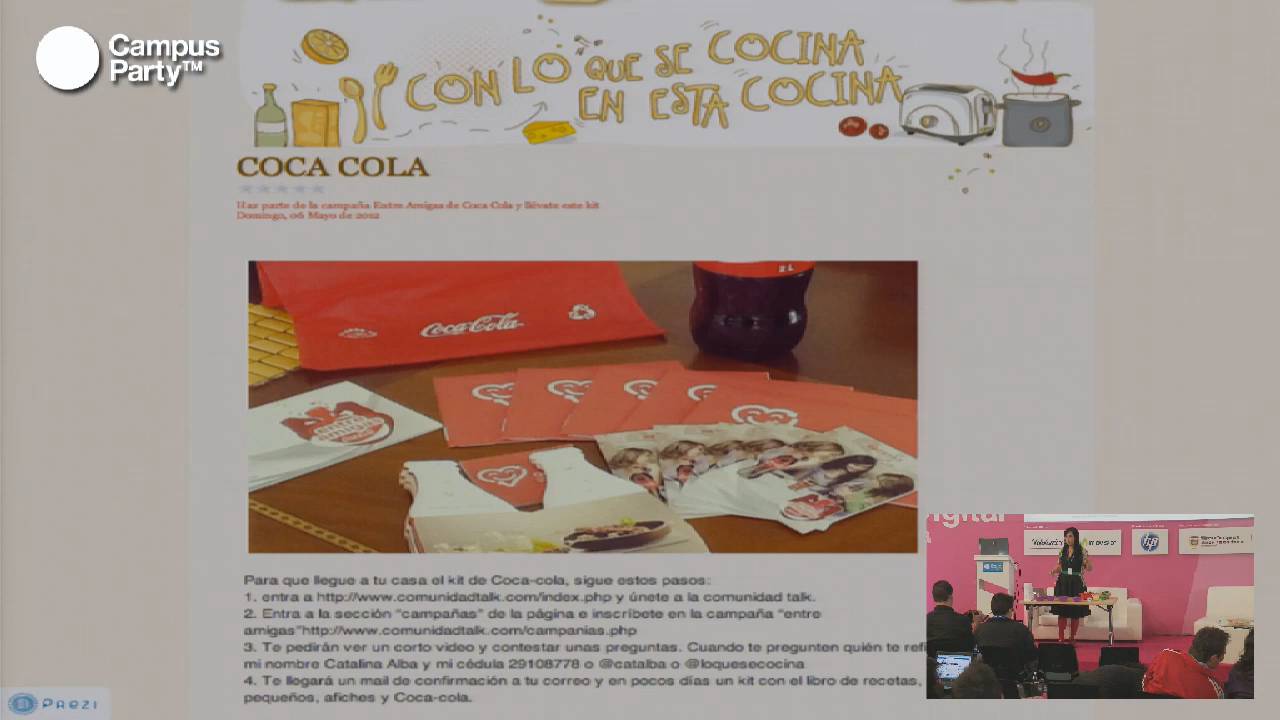 Campus
Party™
CON LO QUE SE COCINA
EN ESTA COCINA
COCA COLA
Haz parte de la campaña Entre Amigas de Coca Cola y llévate este kit
Domingo, 06 Mayo de 2012
2 L
Coca-Cola
entre
amigas
Para que llegue a tu casa el kit de Coca-cola, sigue estos pasos:
1. entra a http://www.comunidadtalk.com/index.php y únete a la comunidad talk.
2. Entra a la sección "campañas" de la página e inscríbete en la campaña "entre
amigas"http://www.comunidadtalk.com/campanias.php
3. Te pedirán ver un corto video y contestar unas preguntas. Cuando te pregunten quién te refi
mi nombre Catalina Alba y mi cédula 29108778 o @catalba o @loquesecocina
4. Te llegará un mail de confirmación a tu correo y en pocos días un kit con el libro de recetas,
pequeños, afiches y Coca-cola.
igital
hp
Prezi